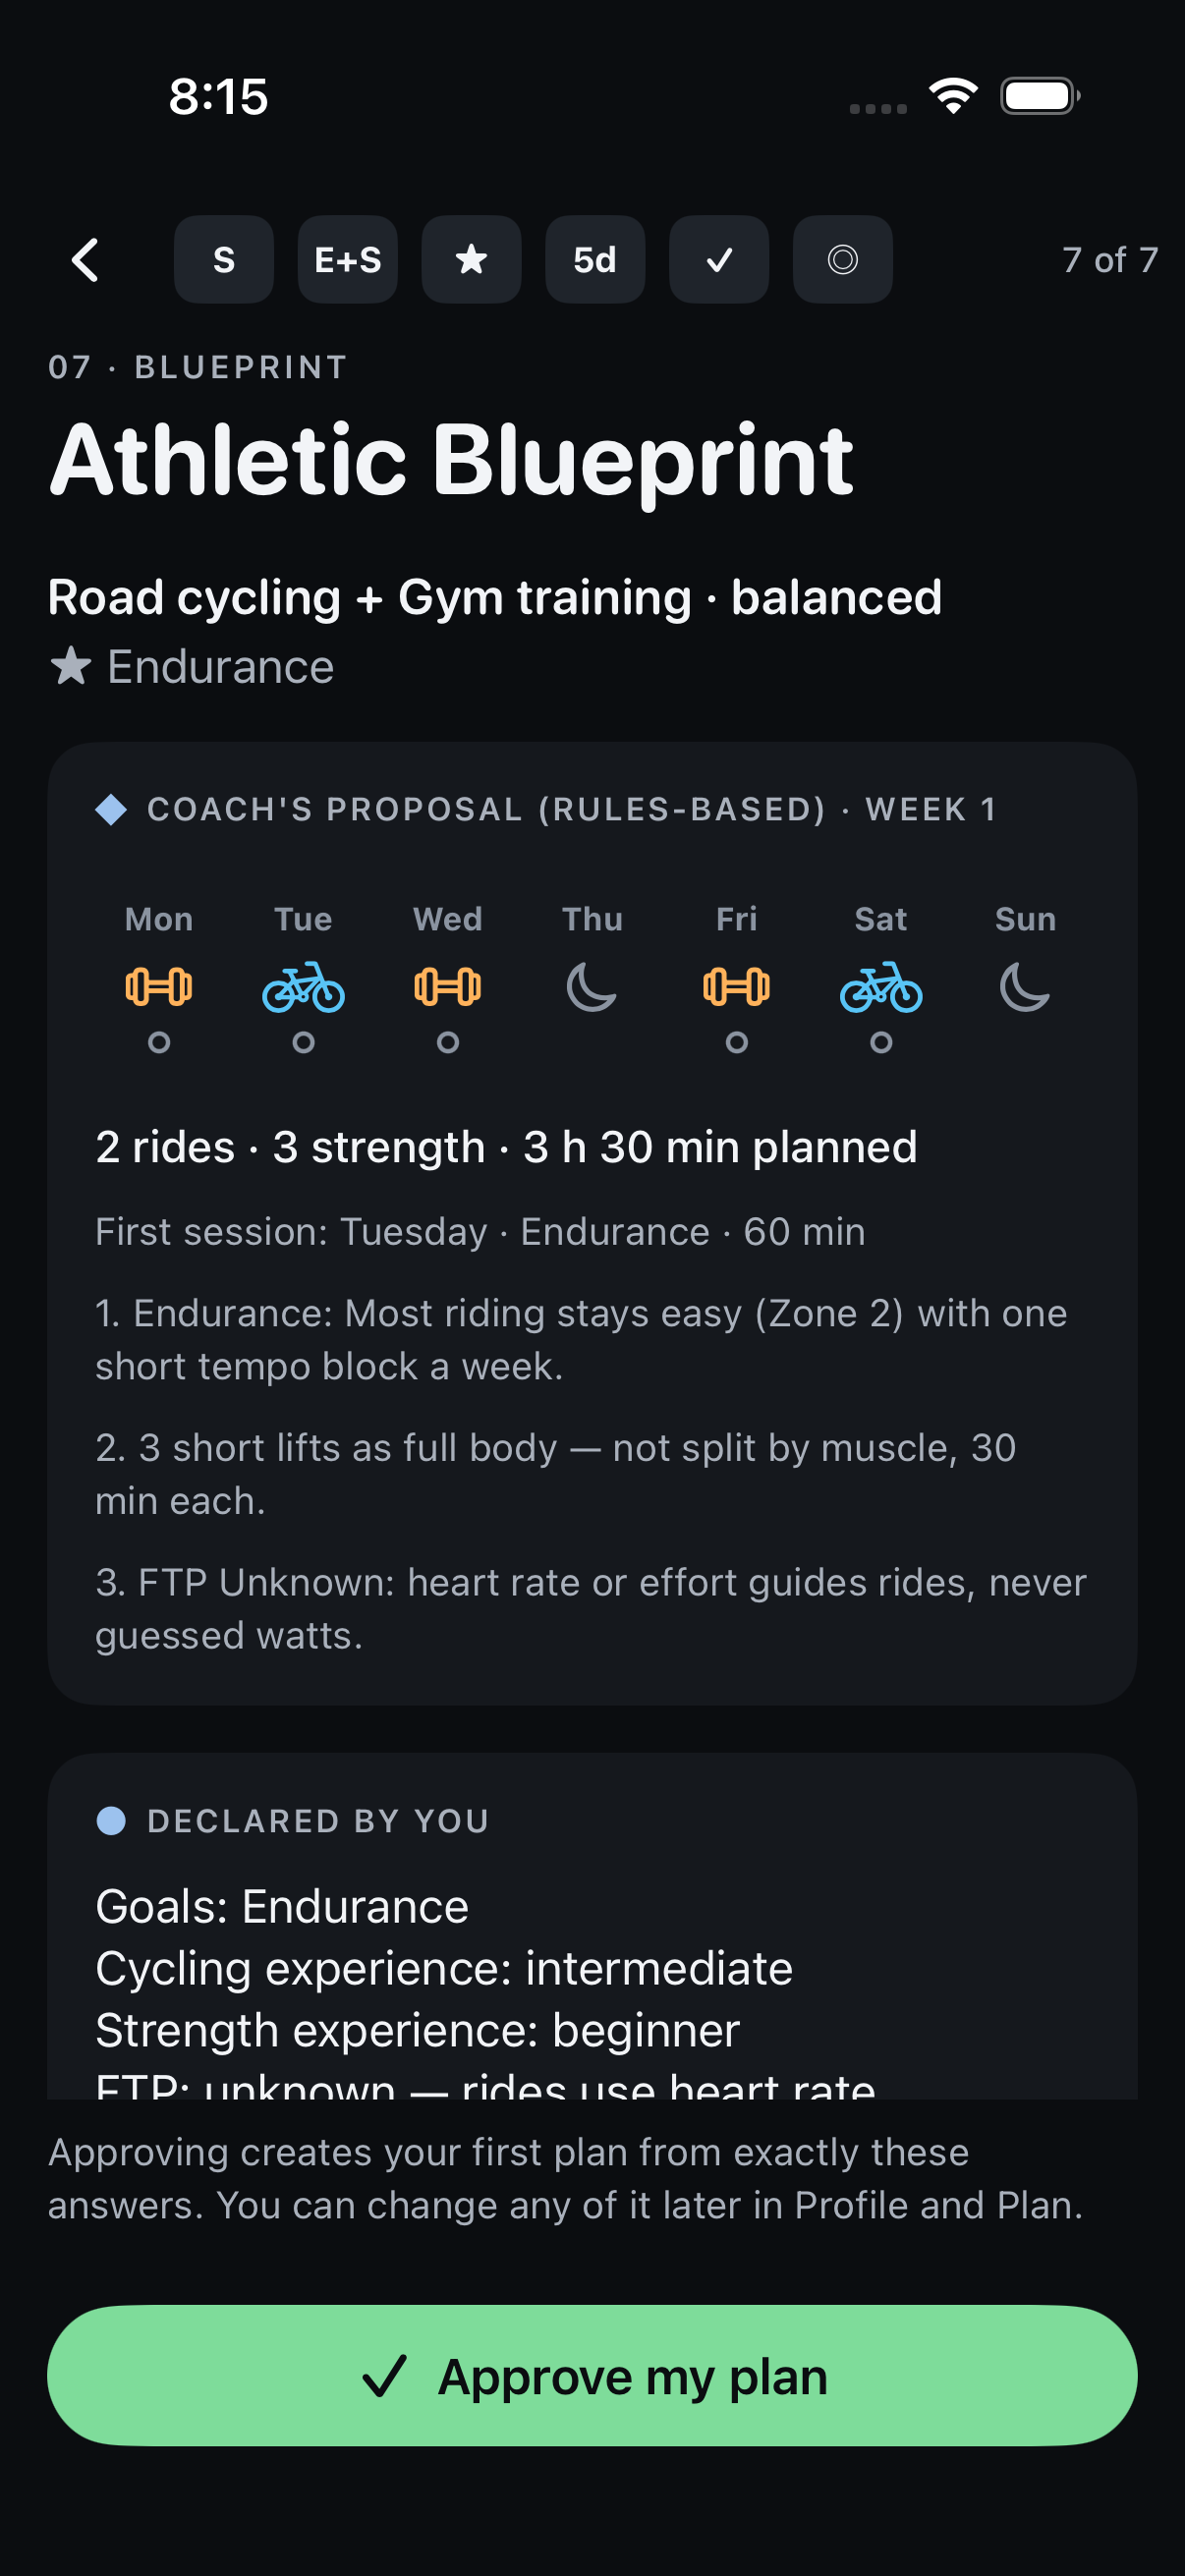 8:15
S E+S 5d 7 of 7
07 · BLUEPRINT
Athletic Blueprint
Road cycling + Gym training · balanced
Endurance
COACH'S PROPOSAL (RULES-BASED) · WEEK 1
Mon Tue Wed Thu Fri Sat Sun
2 rides · 3 strength · 3 h 30 min planned
First session: Tuesday · Endurance · 60 min
1. Endurance: Most riding stays easy (Zone 2) with one
short tempo block a week.
2. 3 short lifts as full body — not split by muscle, 30
min each.
3. FTP Unknown: heart rate or effort guides rides, never
guessed watts.
DECLARED BY YOU
Goals: Endurance
Cycling experience: intermediate
Strength experience: beginner
FTP: unknown — rides use heart rate
Approving creates your first plan from exactly these
answers. You can change any of it later in Profile and Plan.
Approve my plan